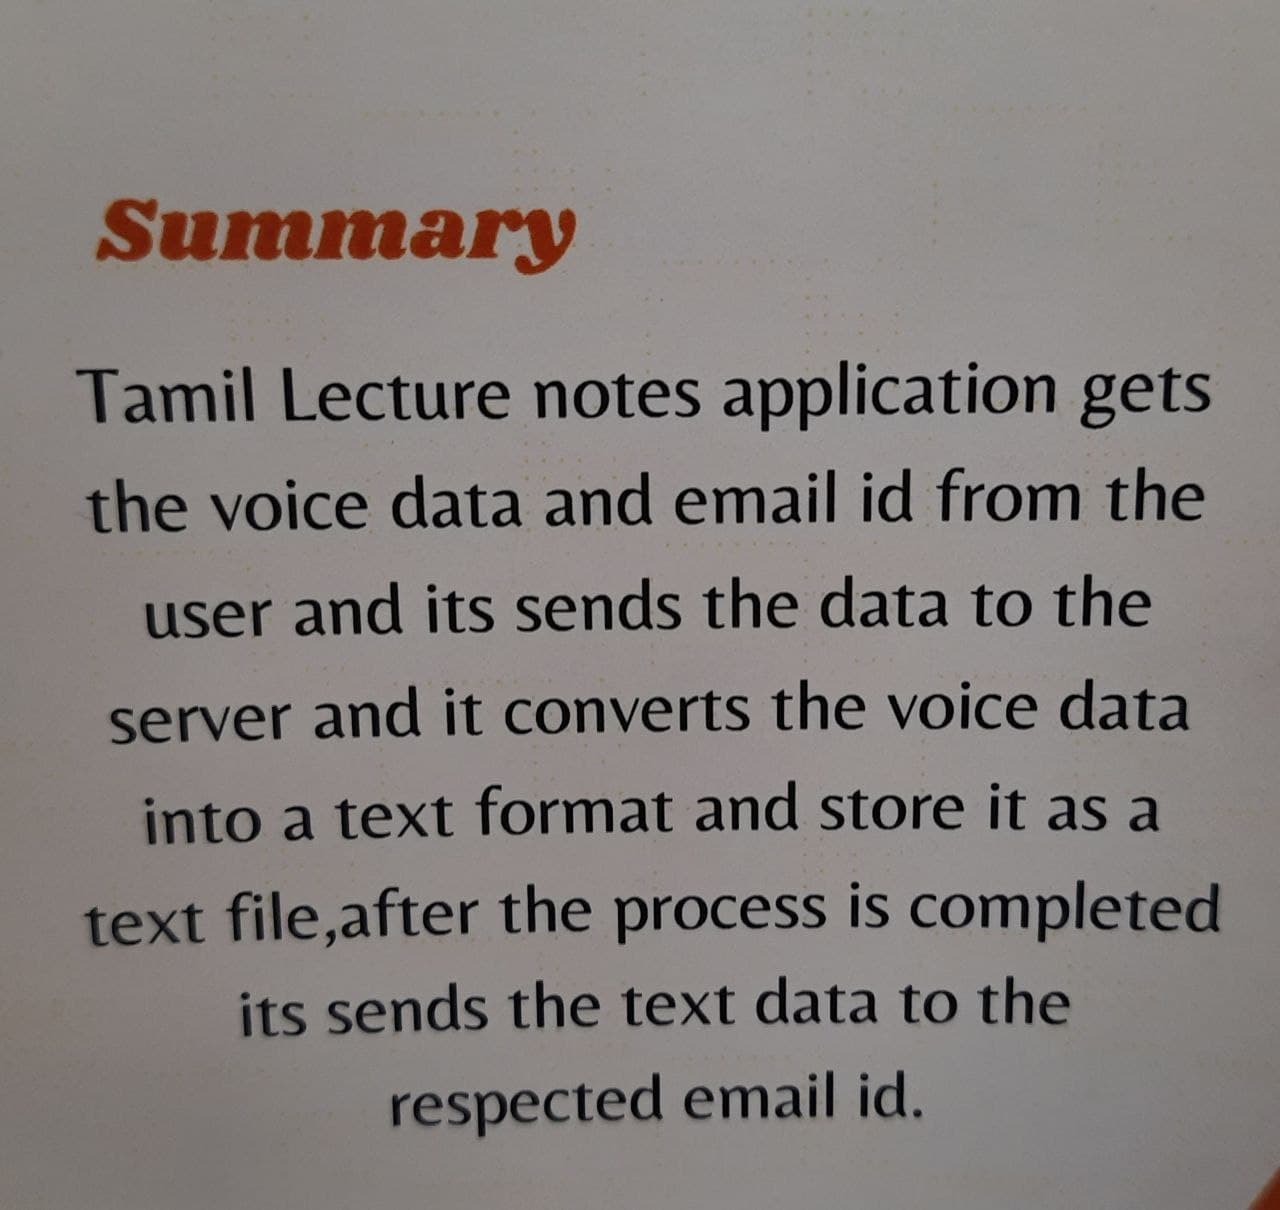 Summary
Tamil Lecture notes application gets
the voice data and email id from the
user and its sends the data to the
server and it converts the voice data
into a text format and store it as a
text file,after the process is completed
its sends the text data to the
respected email id.